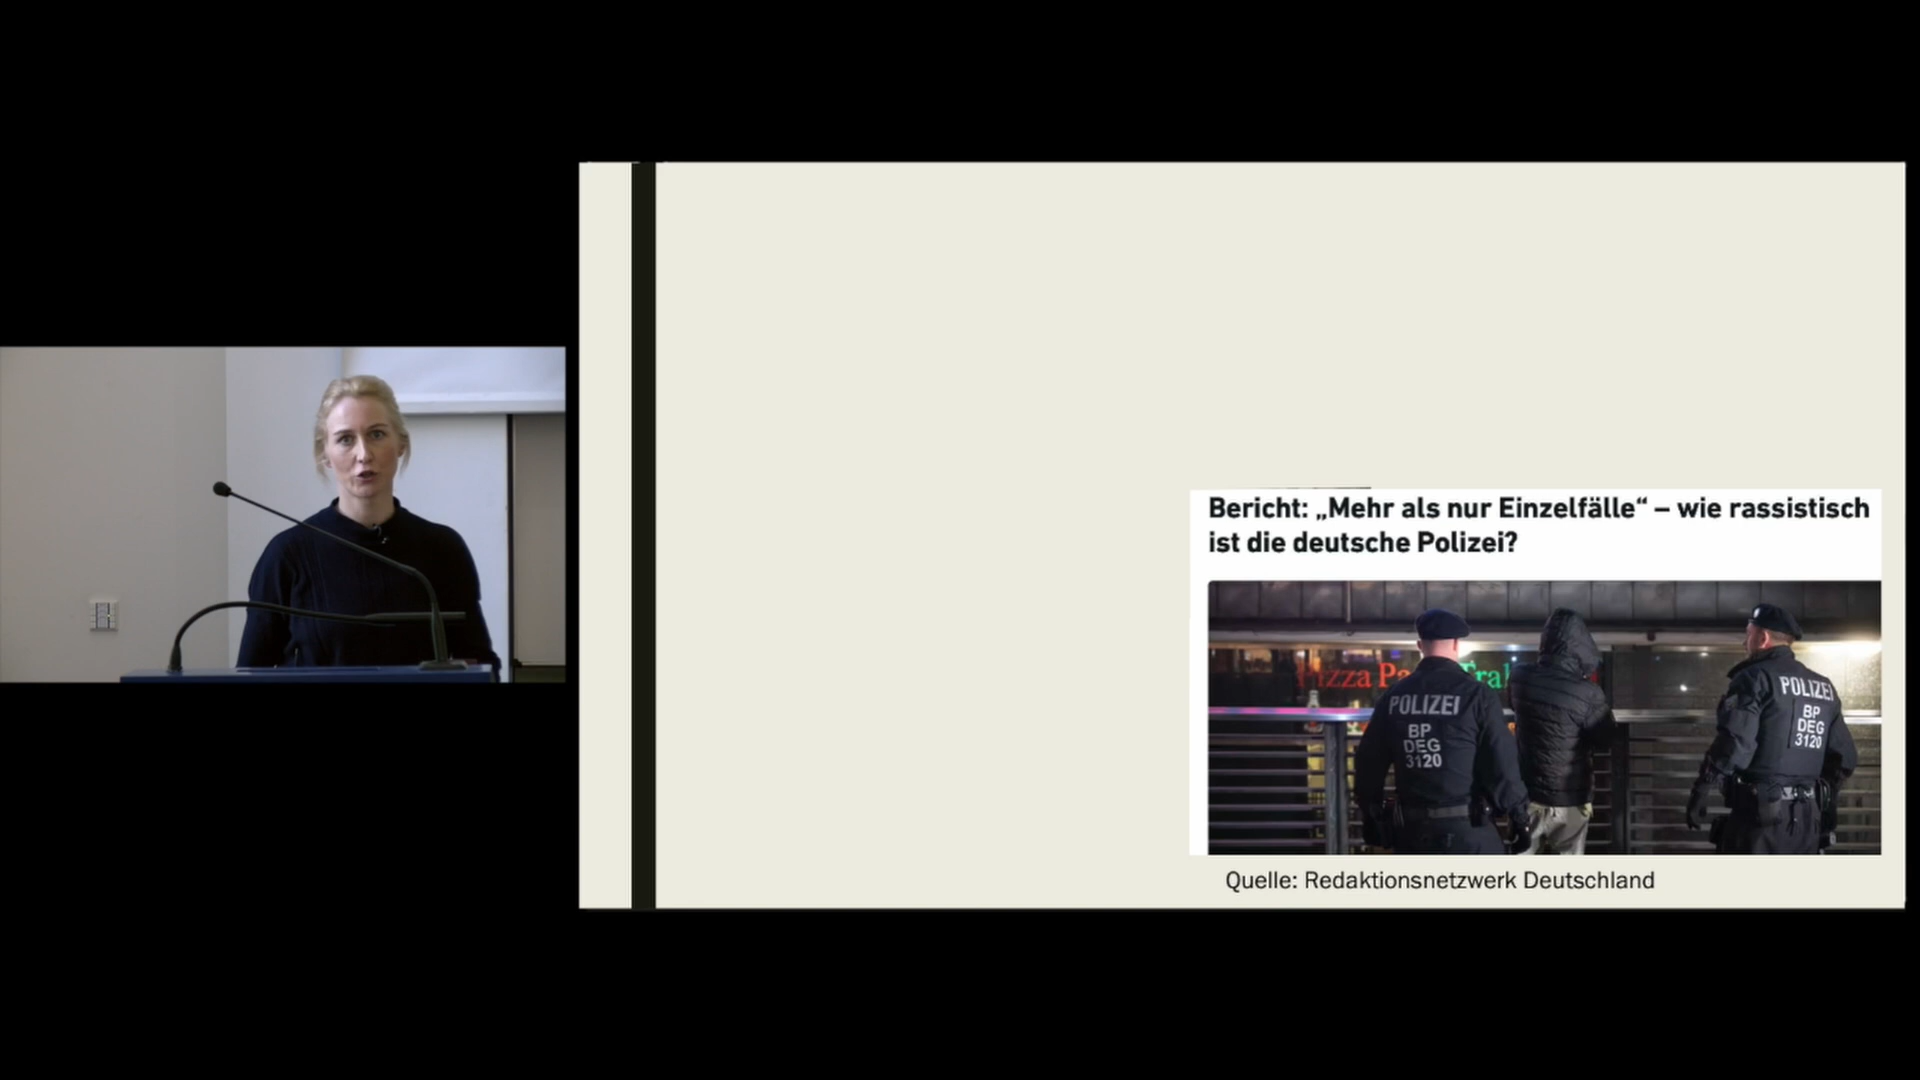 Bericht: „Mehr als nur Einzelfälle“ – wie rassistisch
ist die deutsche Polizei?
POLIZEI
BP
DEG
3120
POLIZEI
BP
DEG
3120
Quelle: Redaktionsnetzwerk Deutschland